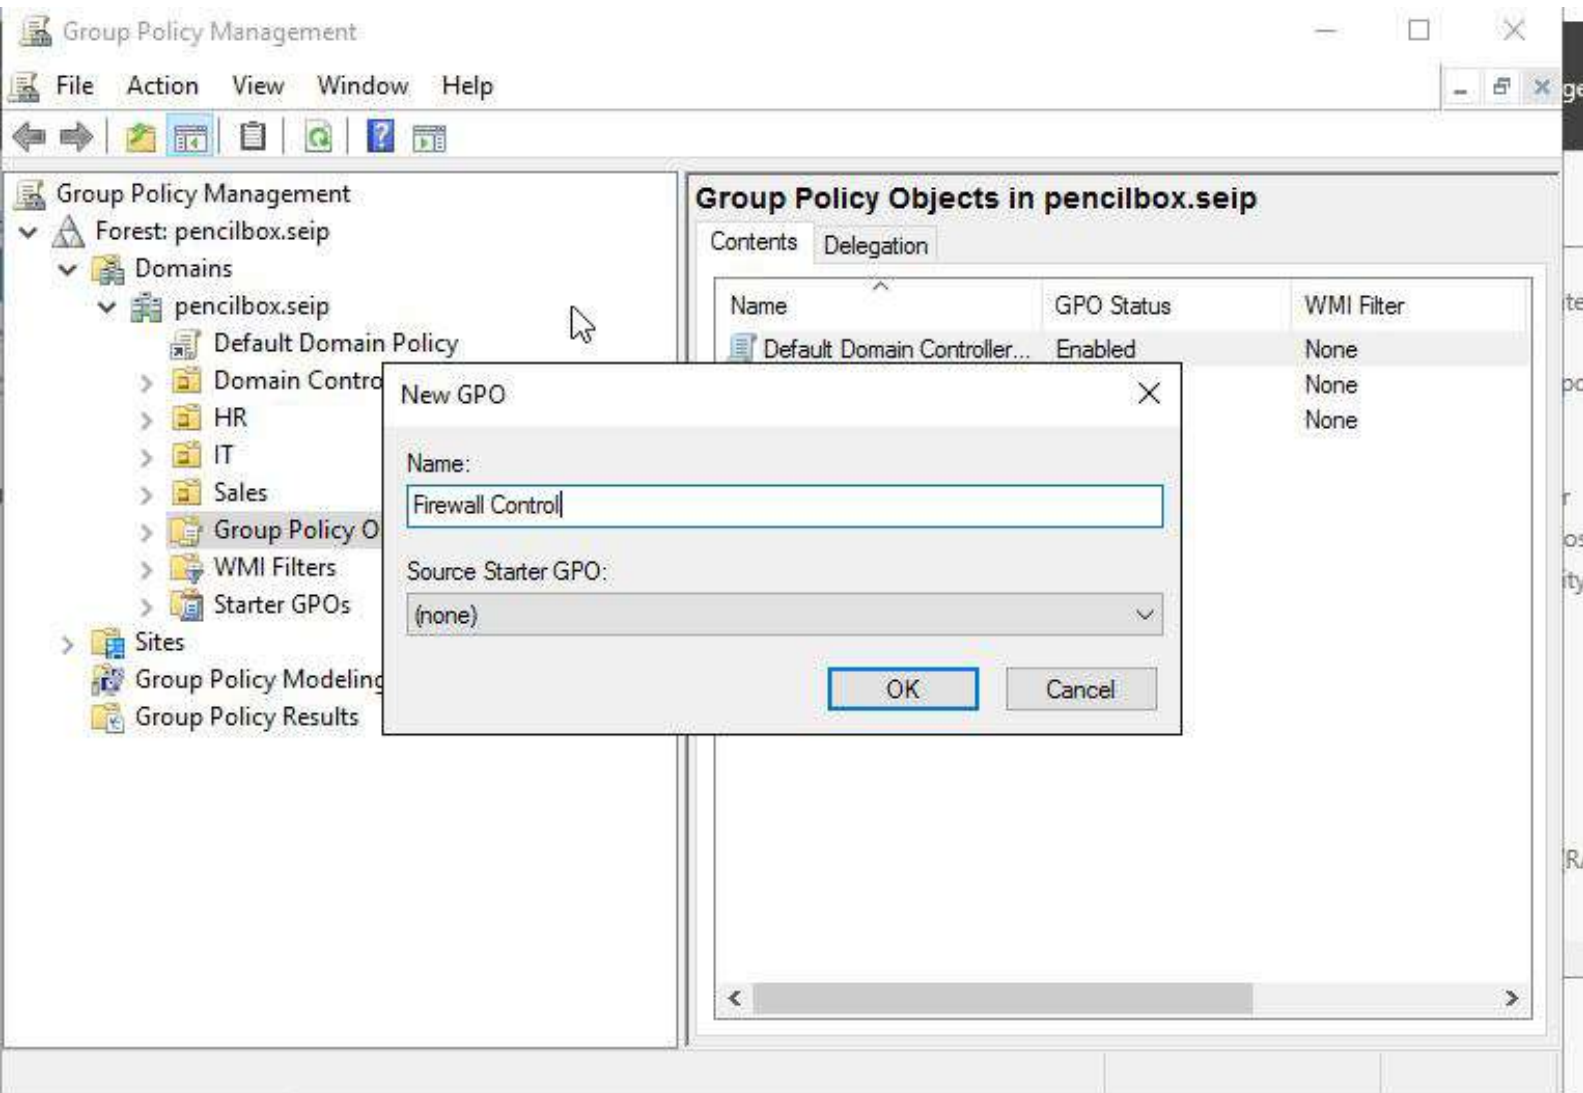 Group Policy Management
File Action View Window Help
Group Policy Management
Forest: pencilbox.seip
Domains
pencilbox.seip
Default Domain Policy
Domain Contro
HR
IT
Sales
Group Policy O
WMI Filters
Starter GPOs
Sites
Group Policy Modeling
Group Policy Results
Group Policy Objects in pencilbox.seip
Contents Delegation
Name GPO Status WMI Filter
Default Domain Controller... Enabled None
None
None
New GPO
Name:
Firewall Control
Source Starter GPO:
(none)
OK Cancel